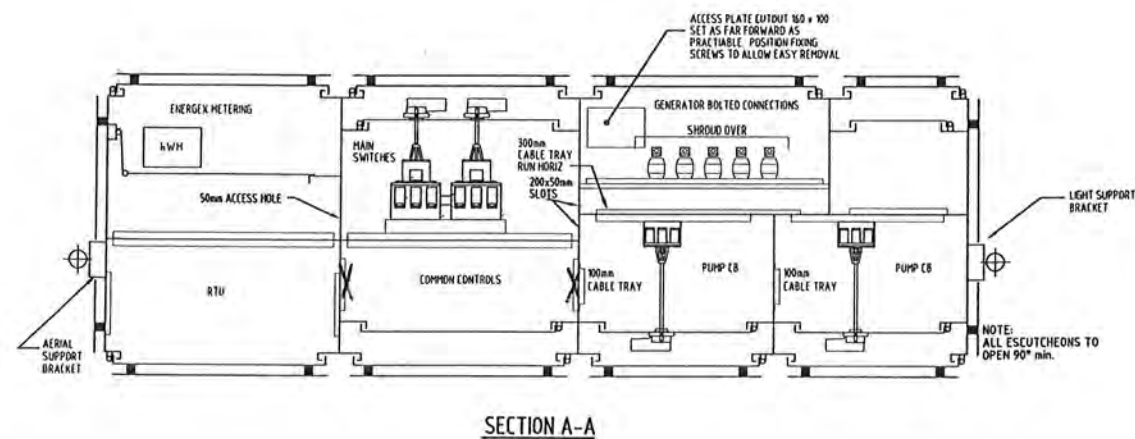 ACCESS PLATE CUTOUT 160 * 100
SET AS FAR FORWARD AS
PRACTIABLE. POSITION FIXING
SCREWS TO ALLOW EASY REMOVAL
ENERGEX METERING
kWH
MAIN
SWITCHES
50mm ACCESS HOLE
GENERATOR BOLTED CONNECTIONS
SHROUD OVER
300mm
CABLE TRAY
RUN HORIZ
200x50mm
SLOTS
LIGHT SUPPORT
BRACKET
RTU
COMMON CONTROLS
100mm
CABLE TRAY
PUMP CB
100mm
CABLE TRAY
PUMP CB
AERIAL
SUPPORT
BRACKET
NOTE:
ALL ESCUTCHEONS TO
OPEN 90° min.
SECTION A-A